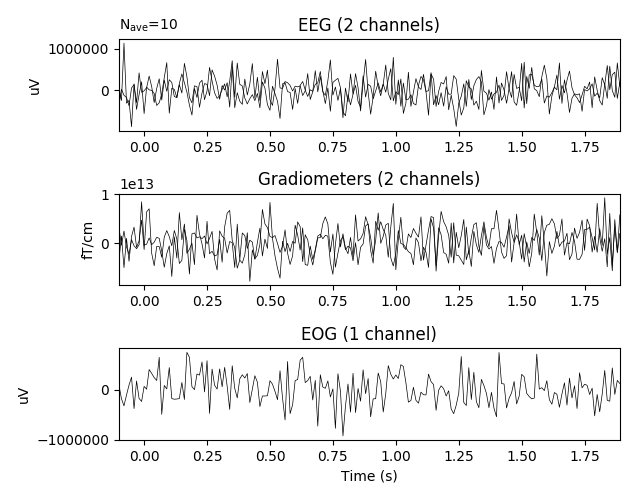 N_ave=10
EEG (2 channels)
1000000
0
uV
0.00 0.25 0.50 0.75 1.00 1.25 1.50 1.75
Gradiometers (2 channels)
1e13
1
0
fT/cm
0.00 0.25 0.50 0.75 1.00 1.25 1.50 1.75
EOG (1 channel)
0
−1000000
uV
0.00 0.25 0.50 0.75 1.00 1.25 1.50 1.75
Time (s)